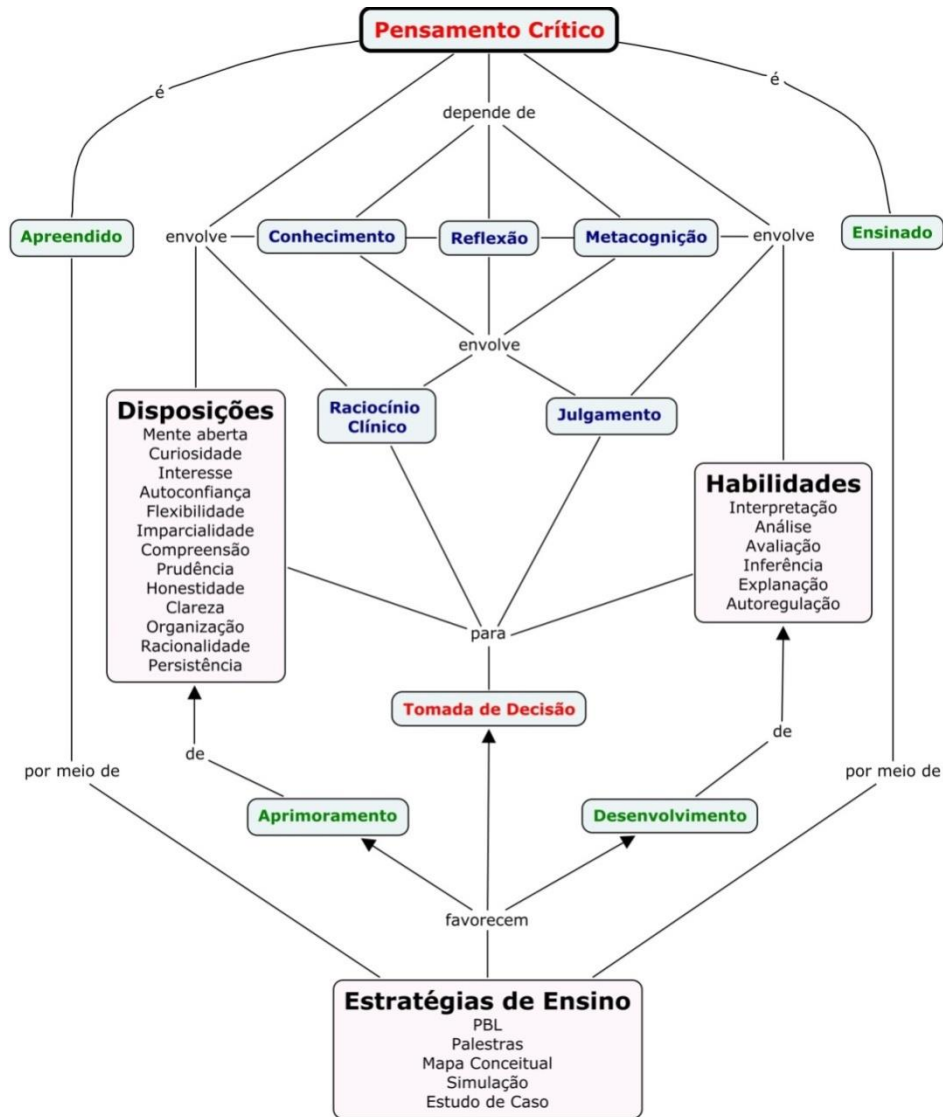 Pensamento Crítico
é
é
depende de
Apreendido
envolve
Conhecimento
Reflexão
Metacognição
envolve
Ensinado
envolve
Raciocínio
Clínico
Julgamento
Disposições
Mente aberta
Curiosidade
Interesse
Autoconfiança
Flexibilidade
Imparcialidade
Compreensão
Prudência
Honestidade
Clareza
Organização
Racionalidade
Persistência
Habilidades
Interpretação
Análise
Avaliação
Inferência
Explanação
Autoregulação
para
Tomada de Decisão
de
de
por meio de
por meio de
Aprimoramento
Desenvolvimento
favorecem
Estratégias de Ensino
PBL
Palestras
Mapa Conceitual
Simulação
Estudo de Caso